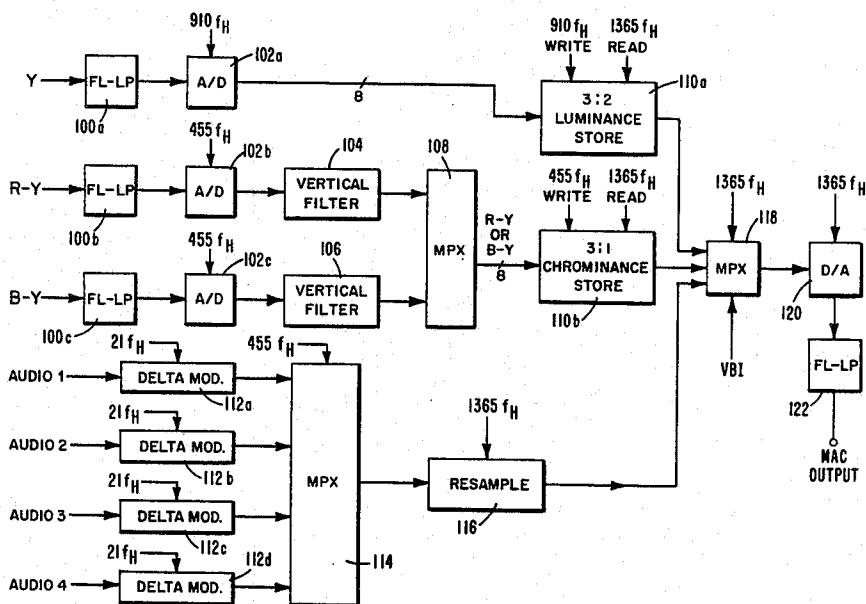 910 fH
Y
FL-LP
100a
A/D
102a
8
910 fH
WRITE
1365 fH
READ
3:2
LUMINANCE
STORE
110a
455 fH
R-Y
FL-LP
100b
A/D
102b
104
VERTICAL
FILTER
108
MPX
R-Y
OR
B-Y
8
455 fH
WRITE
1365 fH
READ
3:1
CHROMINANCE
STORE
110b
1365 fH
118
MPX
VBI
1365 fH
D/A
120
FL-LP
122
MAC
OUTPUT
455 fH
B-Y
FL-LP
100c
A/D
102c
106
VERTICAL
FILTER
21 fH
AUDIO 1
DELTA MOD.
112a
21 fH
AUDIO 2
DELTA MOD.
112b
21 fH
AUDIO 3
DELTA MOD.
112c
21 fH
AUDIO 4
DELTA MOD.
112d
455 fH
MPX
114
1365 fH
RESAMPLE
116